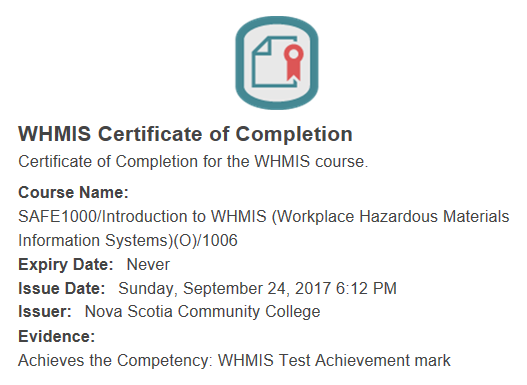 WHMIS Certificate of Completion
Certificate of Completion for the WHMIS course.
Course Name:
SAFE1000/Introduction to WHMIS (Workplace Hazardous Materials
Information Systems)(O)/1006
Expiry Date: Never
Issue Date: Sunday, September 24, 2017 6:12 PM
Issuer: Nova Scotia Community College
Evidence:
Achieves the Competency: WHMIS Test Achievement mark